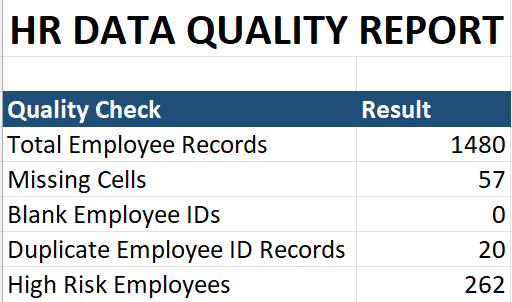 HR DATA QUALITY REPORT
Quality Check Result
Total Employee Records 1480
Missing Cells 57
Blank Employee IDs 0
Duplicate Employee ID Records 20
High Risk Employees 262